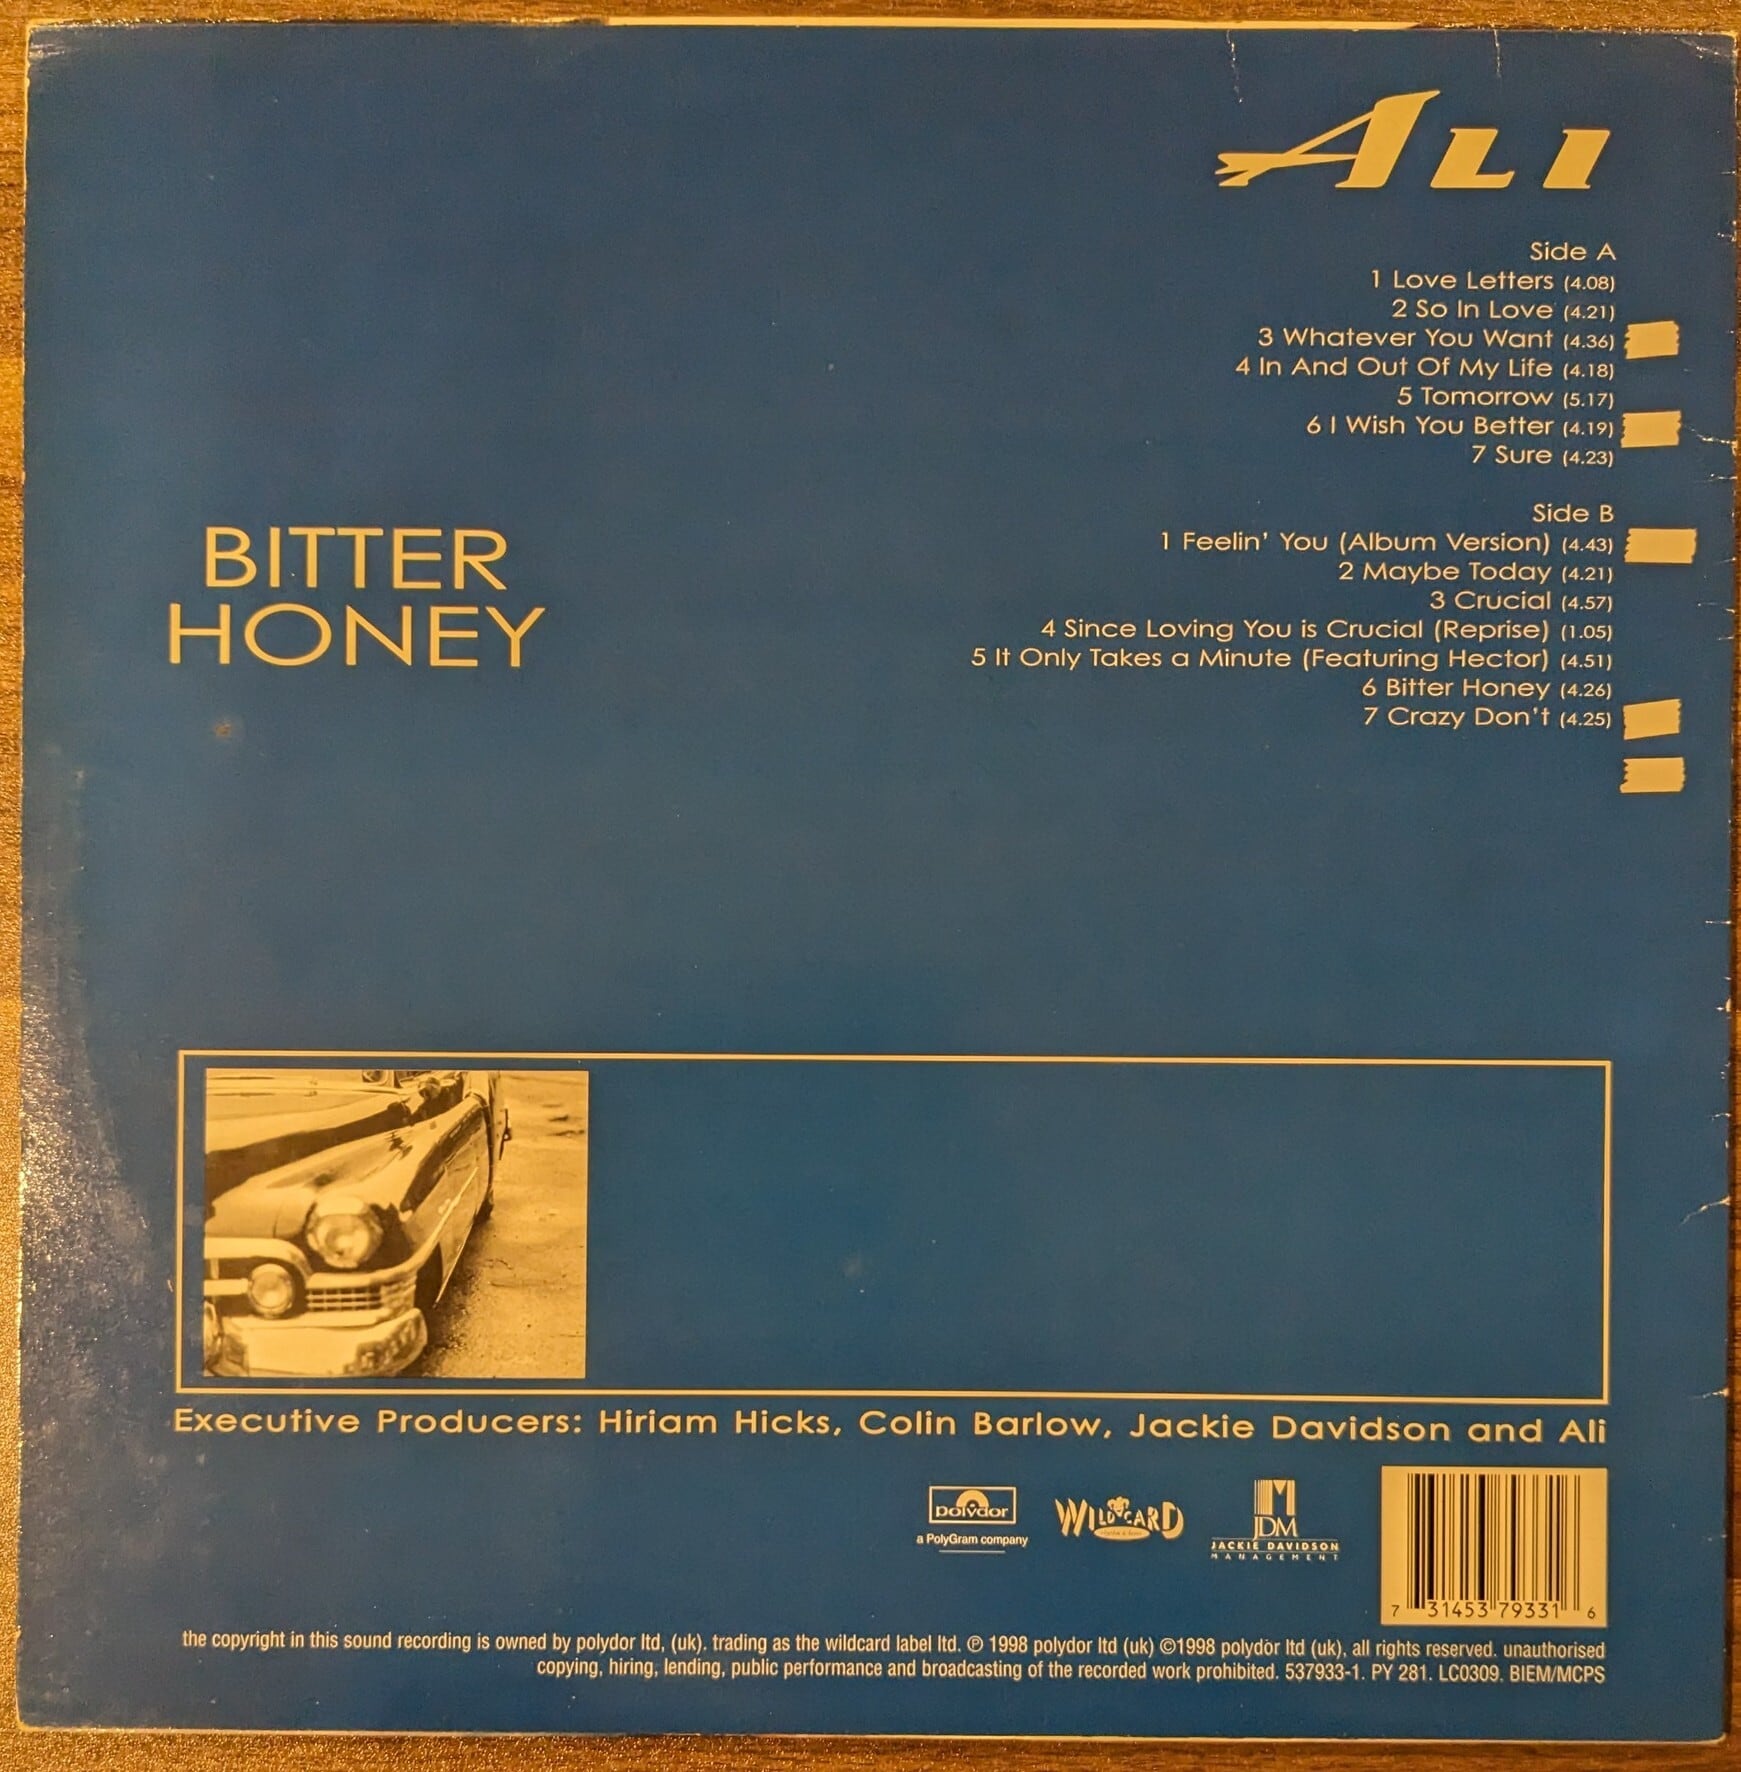 ALI
Side A
1 Love Letters (4.08)
2 So In Love (4.21)
3 Whatever You Want (4.36)
4 In And Out Of My Life (4.18)
5 Tomorrow (5.17)
6 I Wish You Better (4.19)
7 Sure (4.23)
Side B
1 Feelin' You (Album Version) (4.43)
2 Maybe Today (4.21)
3 Crucial (4.57)
4 Since Loving You is Crucial (Reprise) (1.05)
5 It Only Takes a Minute (Featuring Hector) (4.51)
6 Bitter Honey (4.26)
7 Crazy Don't (4.25)
BITTER
HONEY
Executive Producers: Hiriam Hicks, Colin Barlow, Jackie Davidson and Ali
polydor
a PolyGram company
WILDCARD
JDM
JACKIE DAVIDSON
MANAGEMENT
7 31453 79331 6
the copyright in this sound recording is owned by polydor ltd, (uk). trading as the wildcard label ltd. ℗ 1998 polydor ltd (uk) ©1998 polydor ltd (uk), all rights reserved. unauthorised
copying, hiring, lending, public performance and broadcasting of the recorded work prohibited. 537933-1. PY 281. LC0309. BIEM/MCPS